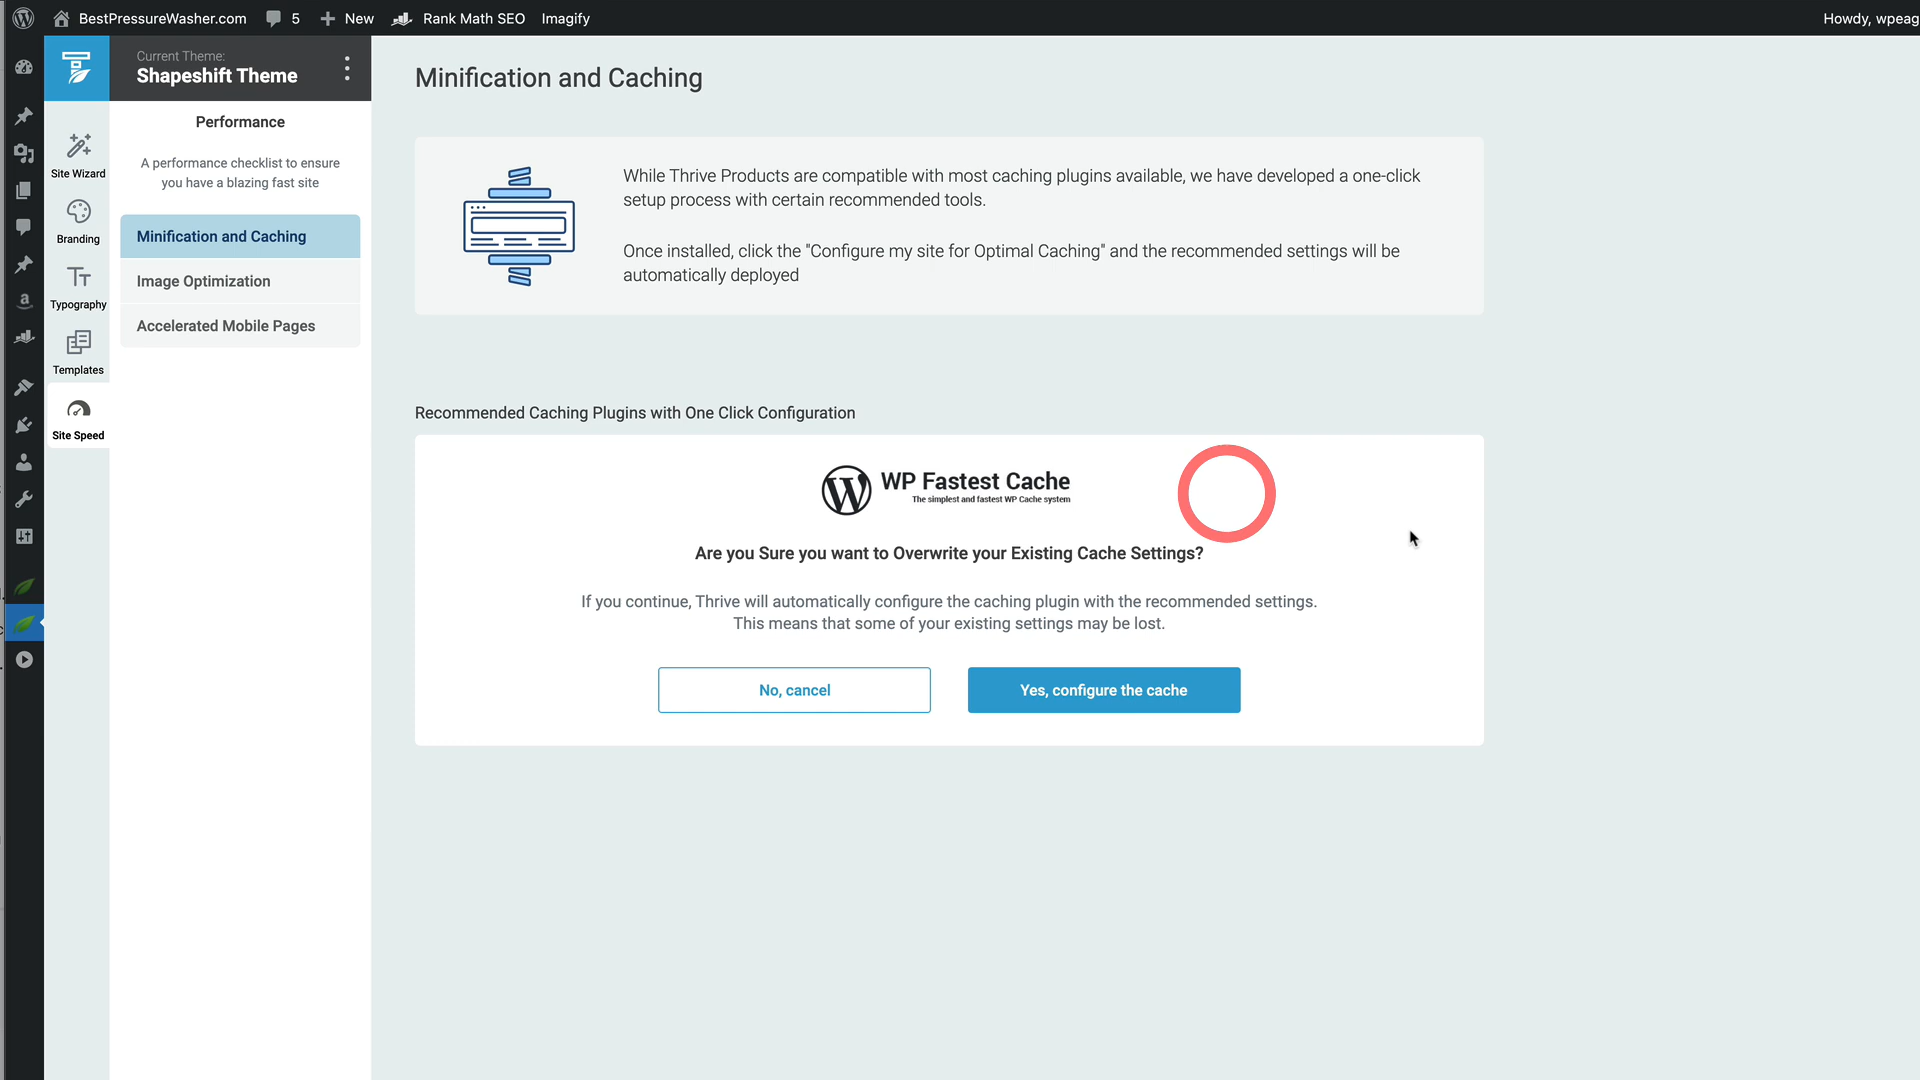 BestPressureWasher.com
5
New
Rank Math SEO
Imagify
Howdy, wpeag
Current Theme:
Shapeshift Theme
Performance
A performance checklist to ensure
you have a blazing fast site
Minification and Caching
Image Optimization
Accelerated Mobile Pages
Site Wizard
Branding
Typography
Templates
Site Speed
Minification and Caching
While Thrive Products are compatible with most caching plugins available, we have developed a one-click
setup process with certain recommended tools.
Once installed, click the "Configure my site for Optimal Caching" and the recommended settings will be
automatically deployed
Recommended Caching Plugins with One Click Configuration
WP Fastest Cache
The simplest and fastest WP Cache system
Are you Sure you want to Overwrite your Existing Cache Settings?
If you continue, Thrive will automatically configure the caching plugin with the recommended settings.
This means that some of your existing settings may be lost.
No, cancel
Yes, configure the cache